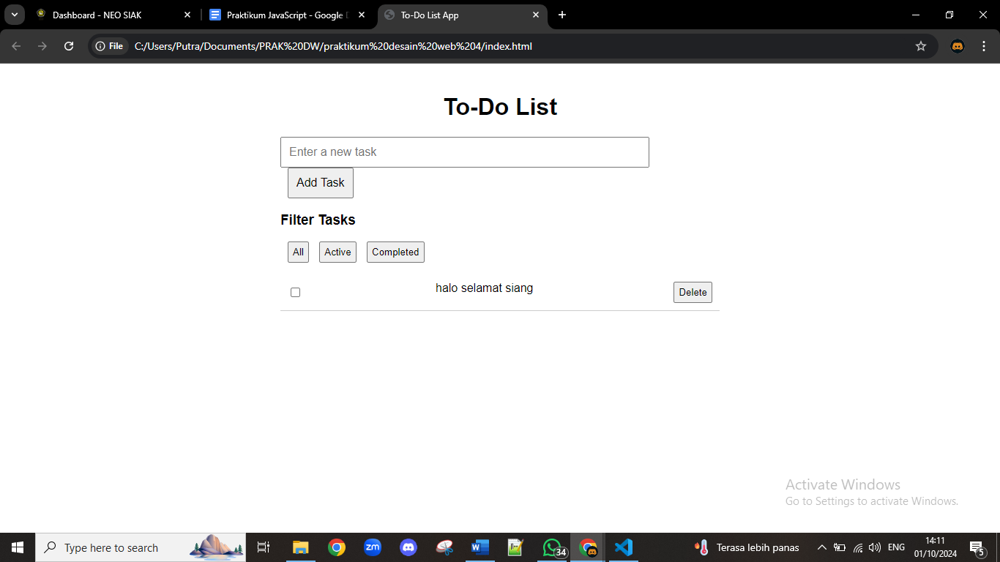 Dashboard - NEO SIAK
Praktikum JavaScript - Google D
To-Do List App
File
C:/Users/Putra/Documents/PRAK%20DW/praktikum%20desain%20web%204/index.html
To-Do List
Enter a new task
Add Task
Filter Tasks
All Active Completed
halo selamat siang
Delete
Activate Windows
Go to Settings to activate Windows.
Type here to search
zm
W
34
Terasa lebih panas
ENG
14:11
01/10/2024
5